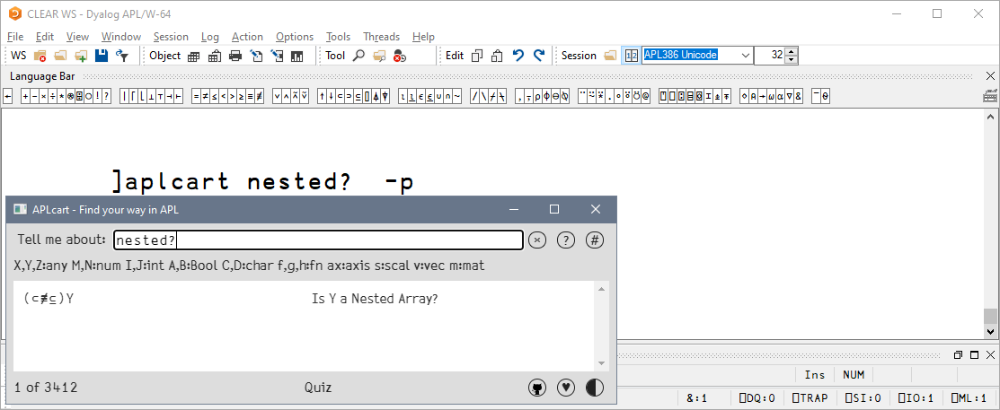 CLEAR WS - Dyalog APL/W-64
File Edit View Window Session Log Action Options Tools Threads Help
WS Object Tool Edit Session APL386 Unicode 32
Language Bar
← +-×÷*⍟⌹○!? |⌈⌊⊥⊤⊣⊢ =≠≤<>≥≡≢ ∨∧⍲⍱ ↑↓⊂⊃⊆⌷⍋⍒ ⍳⍸∊⍷∪∩~ /\⌿⍀ ,⍪⍴⌽⊖⍉ ¨⍨⍣.∘⍤⍥@ ⍞⎕⍠⌸⌺⌶⍎⍕ ⋄⍝→⍵⍺∇& ¯⍬
]aplcart nested? -p
APLcart - Find your way in APL
Tell me about: nested? × ? #
X,Y,Z:any M,N:num I,J:int A,B:Bool C,D:char f,g,h:fn ax:axis s:scal v:vec m:mat
(⊂≢⊆)Y Is Y a Nested Array?
1 of 3412 Quiz
Ins NUM
&:1 ⎕DQ:0 ⎕TRAP ⎕SI:0 ⎕IO:1 ⎕ML:1